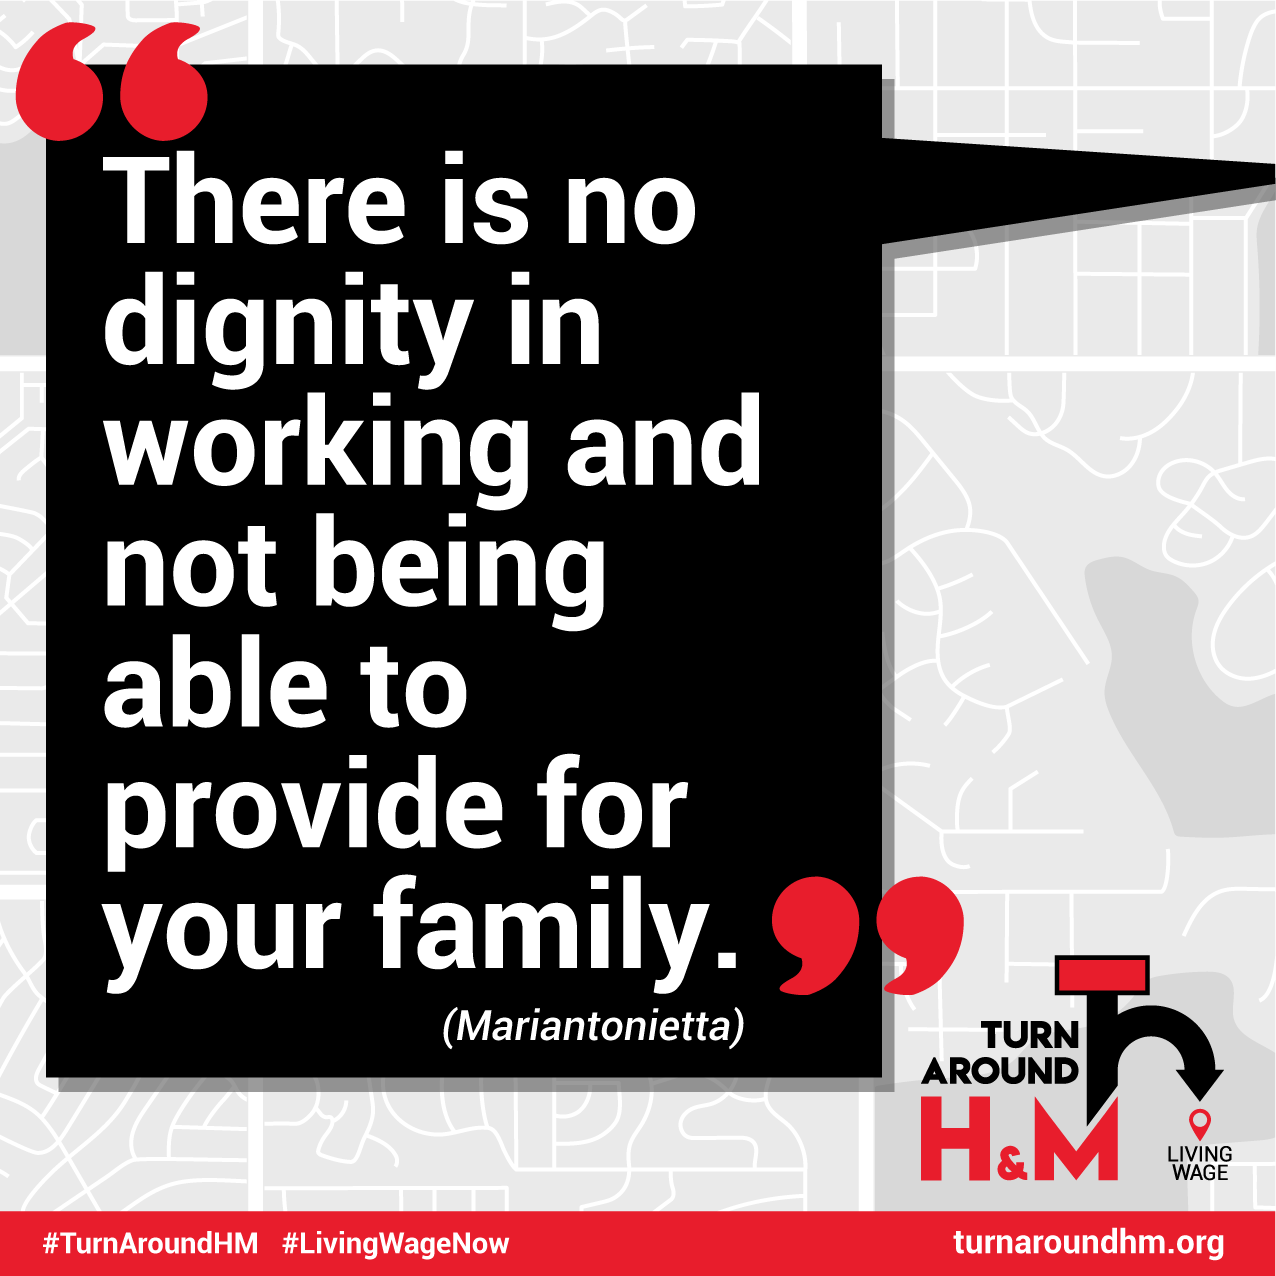 “There is no
dignity in
working and
not being
able to
provide for
your family.”
(Mariantonietta)
TURN
AROUND
H&M
LIVING
WAGE
#TurnAroundHM #LivingWageNow
turnaroundhm.org